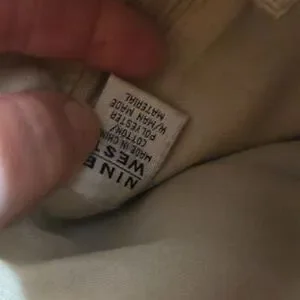 NINE
WEST
MADE IN CHINA
COTTON/
POLYESTER
W/MAN MADE
MATERIAL